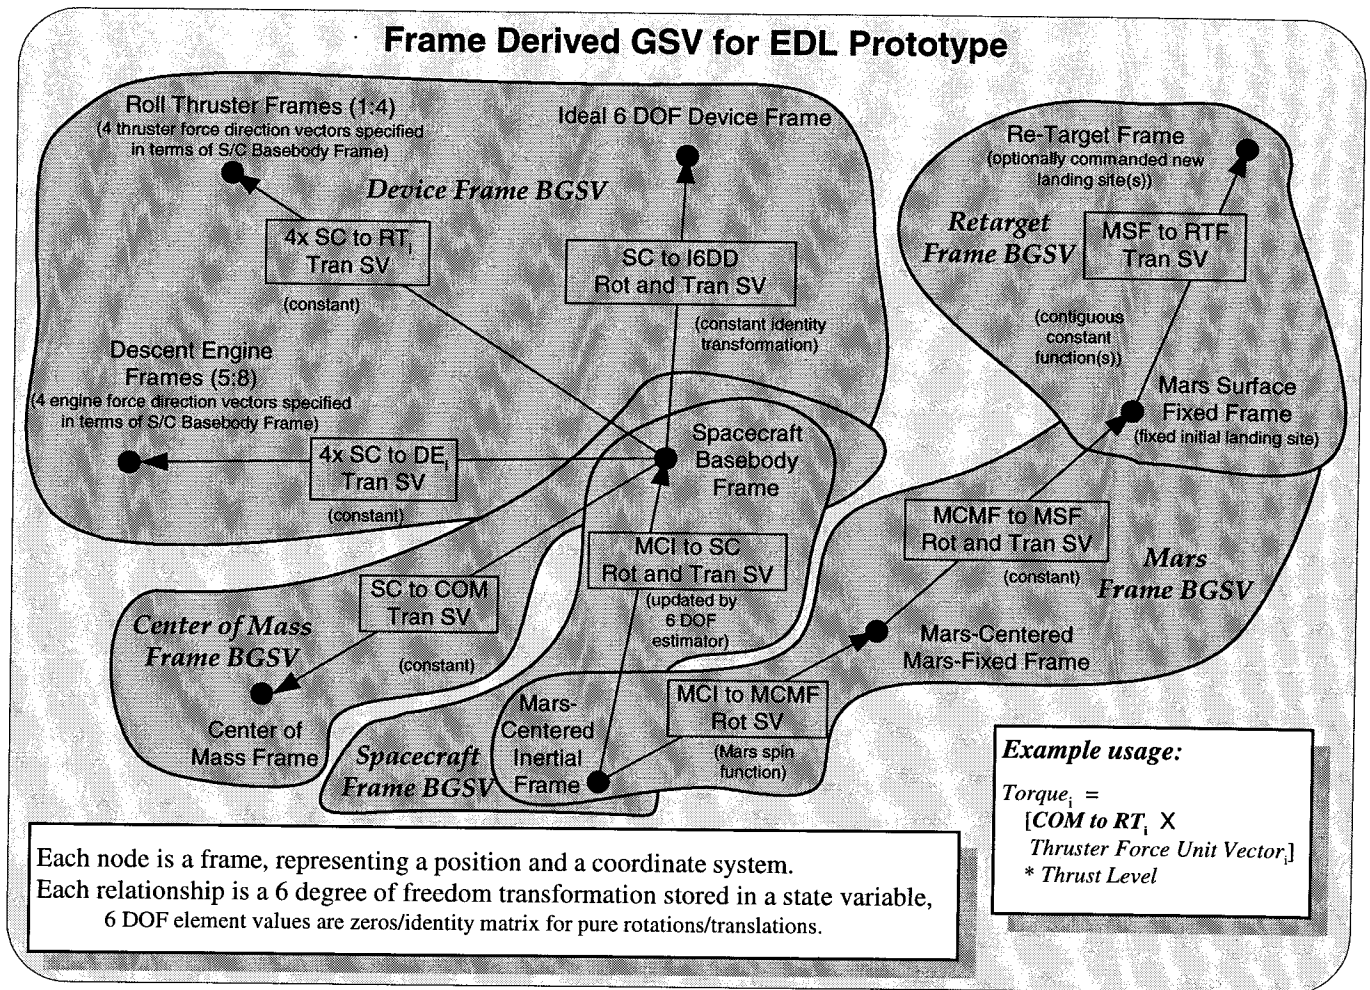 Frame Derived GSV for EDL Prototype
Roll Thruster Frames (1:4)
(4 thruster force direction vectors specified
in terms of S/C Basebody Frame)
Ideal 6 DOF Device Frame
Device Frame BGSV
4x SC to RTi
Tran SV
(constant)
SC to I6DD
Rot and Tran SV
(constant identity
transformation)
Descent Engine
Frames (5:8)
(4 engine force direction vectors specified
in terms of S/C Basebody Frame)
4x SC to DEi
Tran SV
(constant)
Re-Target Frame
(optionally commanded new
landing site(s))
Retarget
Frame BGSV
MSF to RTF
Tran SV
(contiguous
constant
function(s))
Mars Surface
Fixed Frame
(fixed initial landing site)
Spacecraft
Basebody
Frame
MCI to SC
Rot and Tran SV
(updated by
6 DOF
estimator)
MCMF to MSF
Rot and Tran SV
(constant)
Mars
Frame BGSV
SC to COM
Tran SV
(constant)
Center of Mass
Frame BGSV
Center of
Mass Frame
Mars-Centered
Mars-Fixed Frame
MCI to MCMF
Rot SV
(Mars spin
function)
Mars-
Centered
Inertial
Frame
Spacecraft
Frame BGSV
Example usage:
Torquei =
[COM to RTi X
Thruster Force Unit Vectori]
* Thrust Level
Each node is a frame, representing a position and a coordinate system.
Each relationship is a 6 degree of freedom transformation stored in a state variable,
6 DOF element values are zeros/identity matrix for pure rotations/translations.